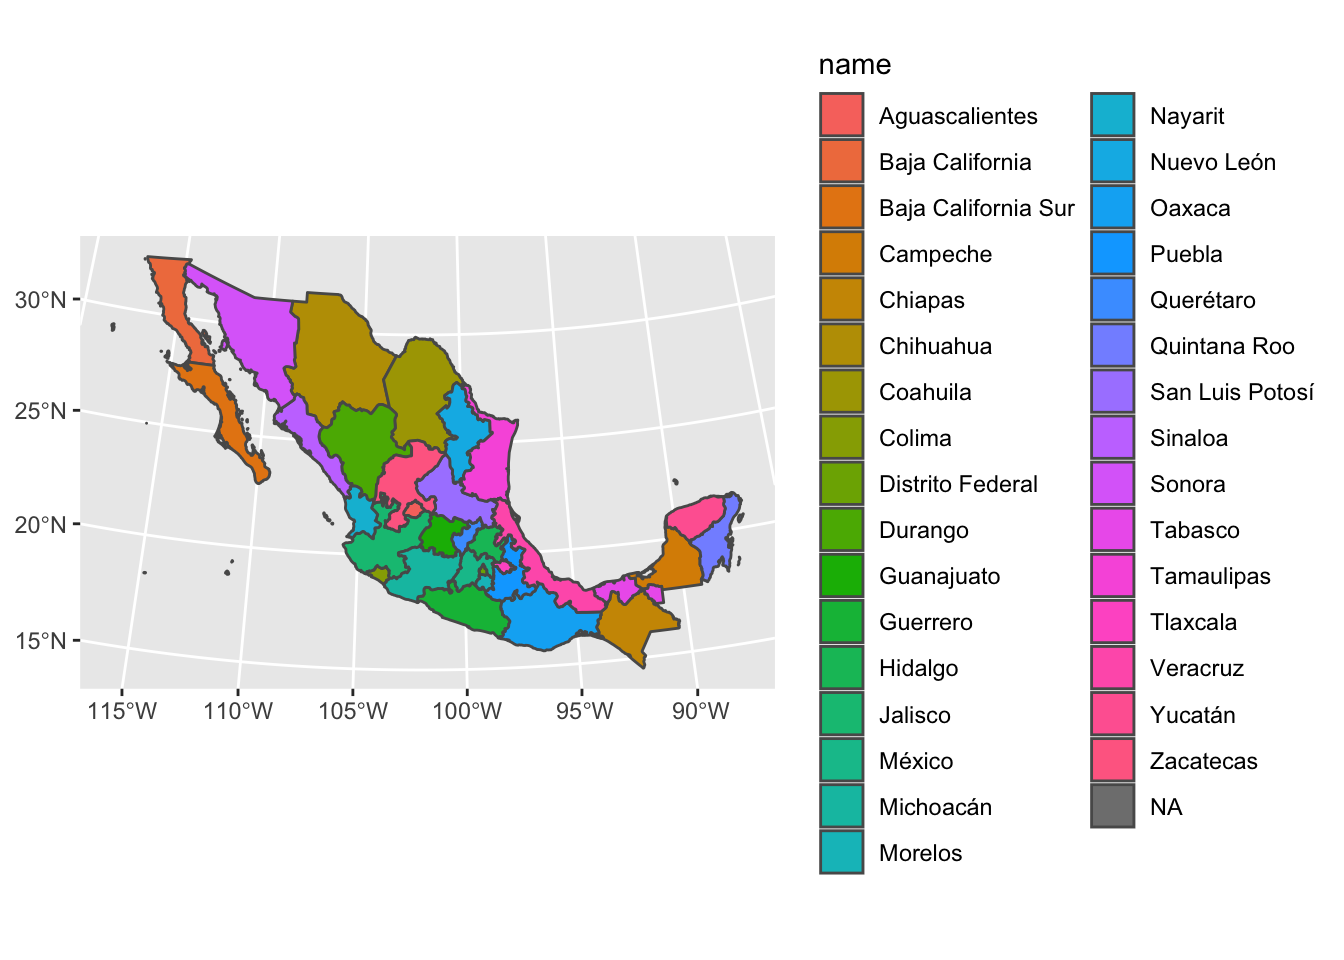 name
Aguascalientes
Baja California
Baja California Sur
Campeche
Chiapas
Chihuahua
Coahuila
Colima
Distrito Federal
Durango
Guanajuato
Guerrero
Hidalgo
Jalisco
México
Michoacán
Morelos
Nayarit
Nuevo León
Oaxaca
Puebla
Querétaro
Quintana Roo
San Luis Potosí
Sinaloa
Sonora
Tabasco
Tamaulipas
Tlaxcala
Veracruz
Yucatán
Zacatecas
NA
30°N
25°N
20°N
15°N
115°W 110°W 105°W 100°W 95°W 90°W